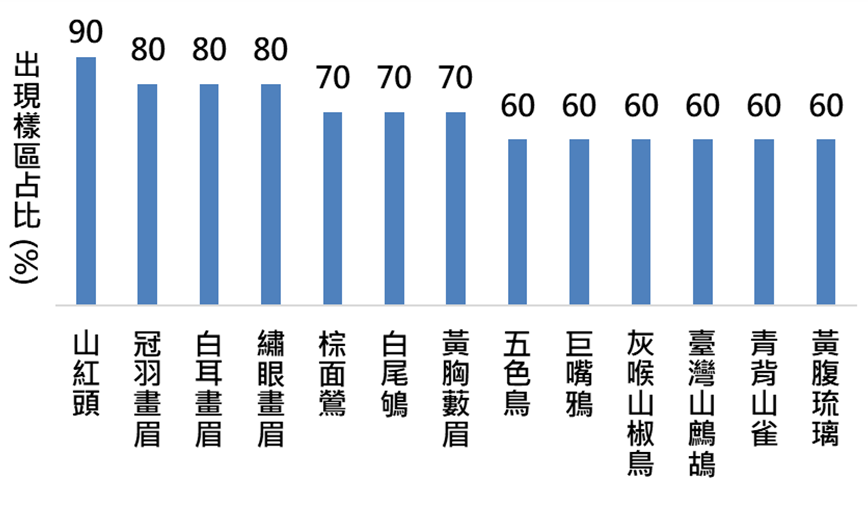 出現樣區占比 (%)
90
80
80
80
70
70
70
60
60
60
60
60
60
山紅頭
冠羽畫眉
白耳畫眉
繡眼畫眉
棕面鶯
白尾鴝
黃胸藪眉
五色鳥
巨嘴鴉
灰喉山椒鳥
臺灣山鷓鴣
青背山雀
黃腹琉璃